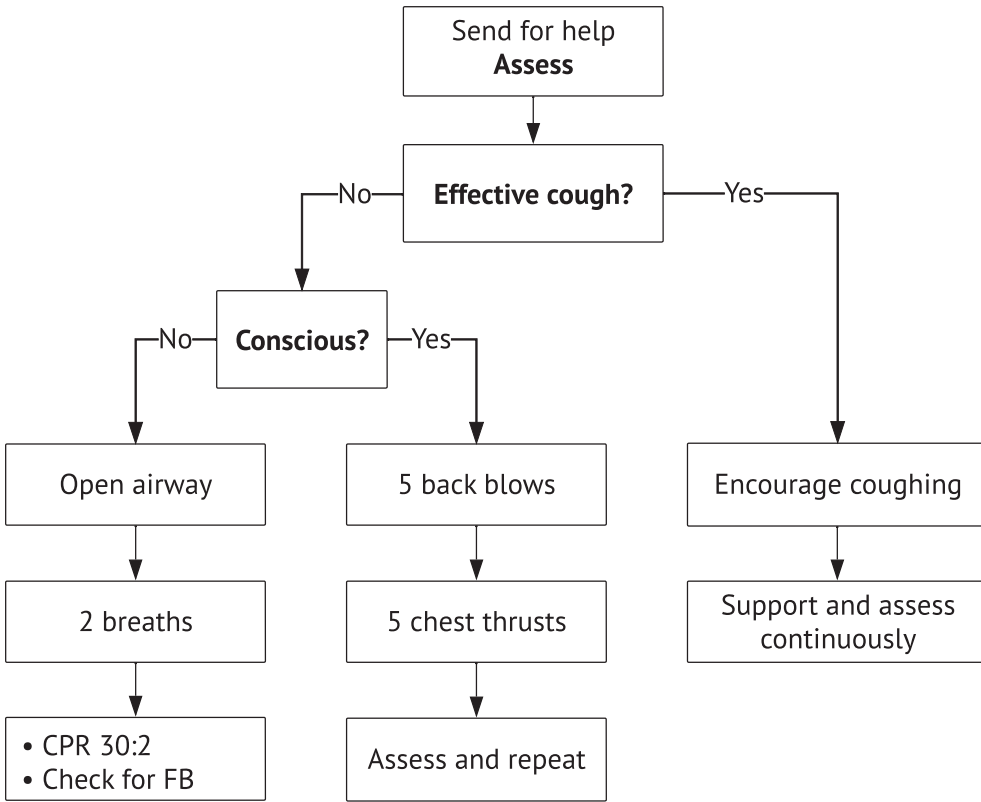 Send for help
Assess
Effective cough?
No
Yes
Conscious?
No
Yes
Open airway
5 back blows
Encourage coughing
2 breaths
5 chest thrusts
Support and assess
continuously
• CPR 30:2
• Check for FB
Assess and repeat